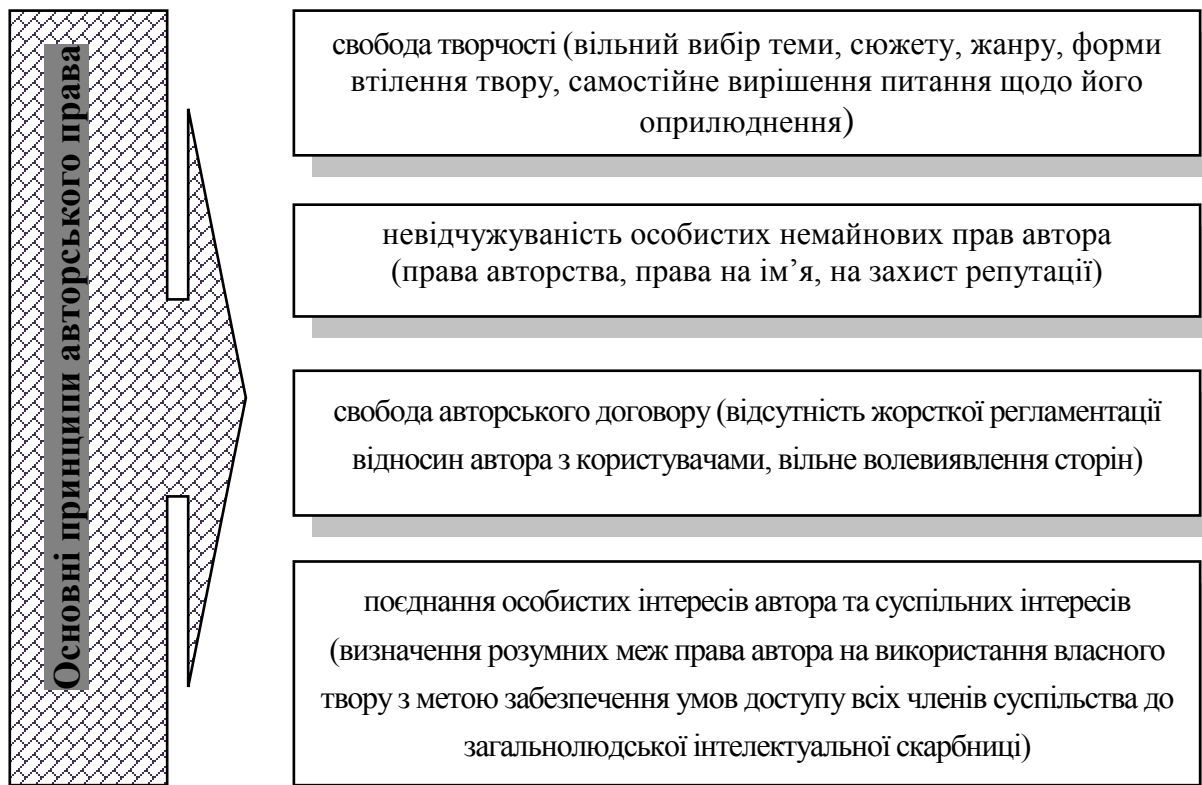 Основні принципи авторського права
свобода творчості (вільний вибір теми, сюжету, жанру, форми
втілення твору, самостійне вирішення питання щодо його
оприлюднення)
невідчужуваність особистих немайнових прав автора
(права авторства, права на ім’я, на захист репутації)
свобода авторського договору (відсутність жорсткої регламентації
відносин автора з користувачами, вільне волевиявлення сторін)
поєднання особистих інтересів автора та суспільних інтересів
(визначення розумних меж права автора на використання власного
твору з метою забезпечення умов доступу всіх членів суспільства до
загальнолюдської інтелектуальної скарбниці)